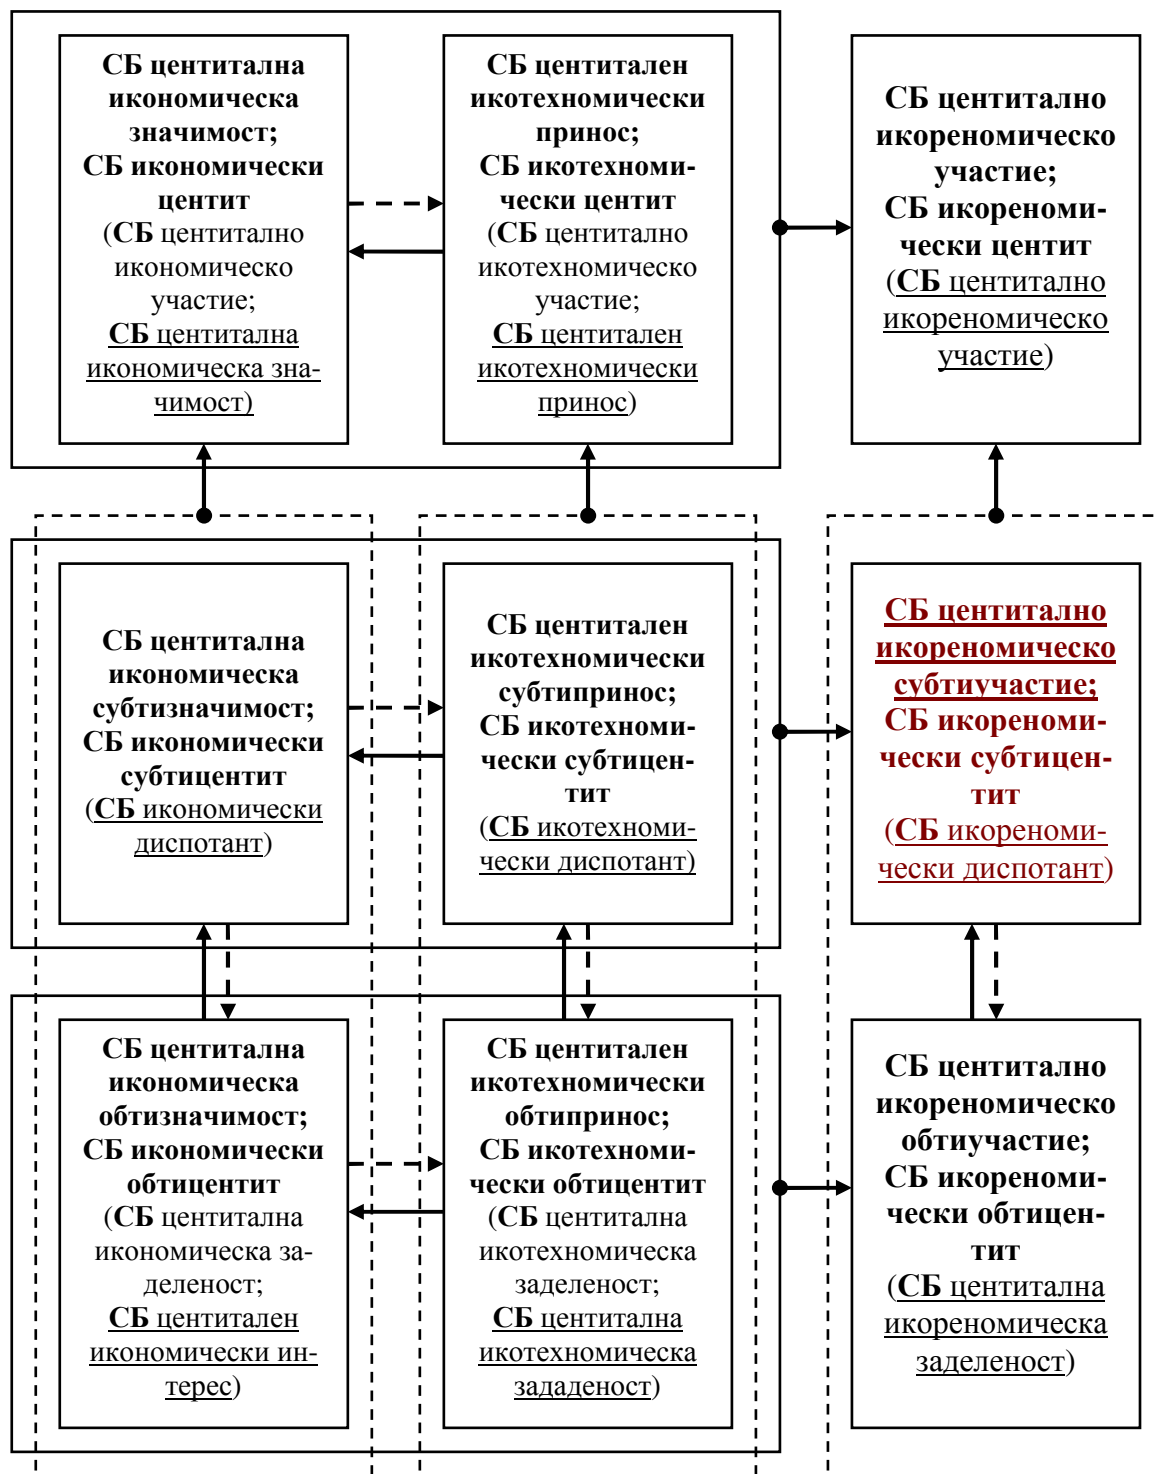 СБ центитална
икономическа
значимост;
СБ икономически
центит
(СБ центитално
икономическо
участие;
СБ центитална
икономическа зна-
чимост)
СБ центитален
икотехномически
принос;
СБ икотехноми-
чески центит
(СБ центитално
икотехномическо
участие;
СБ центитален
икотехномически
принос)
СБ центитално
икореномическо
участие;
СБ икореноми-
чески центит
(СБ центитално
икореномическо
участие)
СБ центитална
икономическа
субтизначимост;
СБ икономически
субтицентит
(СБ икономически
диспотант)
СБ центитален
икотехномически
субтипринос;
СБ икотехноми-
чески субтицен-
тит
(СБ икотехноми-
чески диспотант)
СБ центитално
икореномическо
субтиучастие;
СБ икореноми-
чески субтицен-
тит
(СБ икореноми-
чески диспотант)
СБ центитална
икономическа
обтизначимост;
СБ икономически
обтицентит
(СБ центитална
икономическа за-
деленост;
СБ центитален
икономически ин-
терес)
СБ центитален
икотехномически
обтипринос;
СБ икотехноми-
чески обтицентит
(СБ центитална
икотехномическа
заделеност;
СБ центитална
икотехномическа
зададеност)
СБ центитално
икореномическо
обтиучастие;
СБ икореноми-
чески обтицен-
тит
(СБ центитална
икореномическа
заделеност)